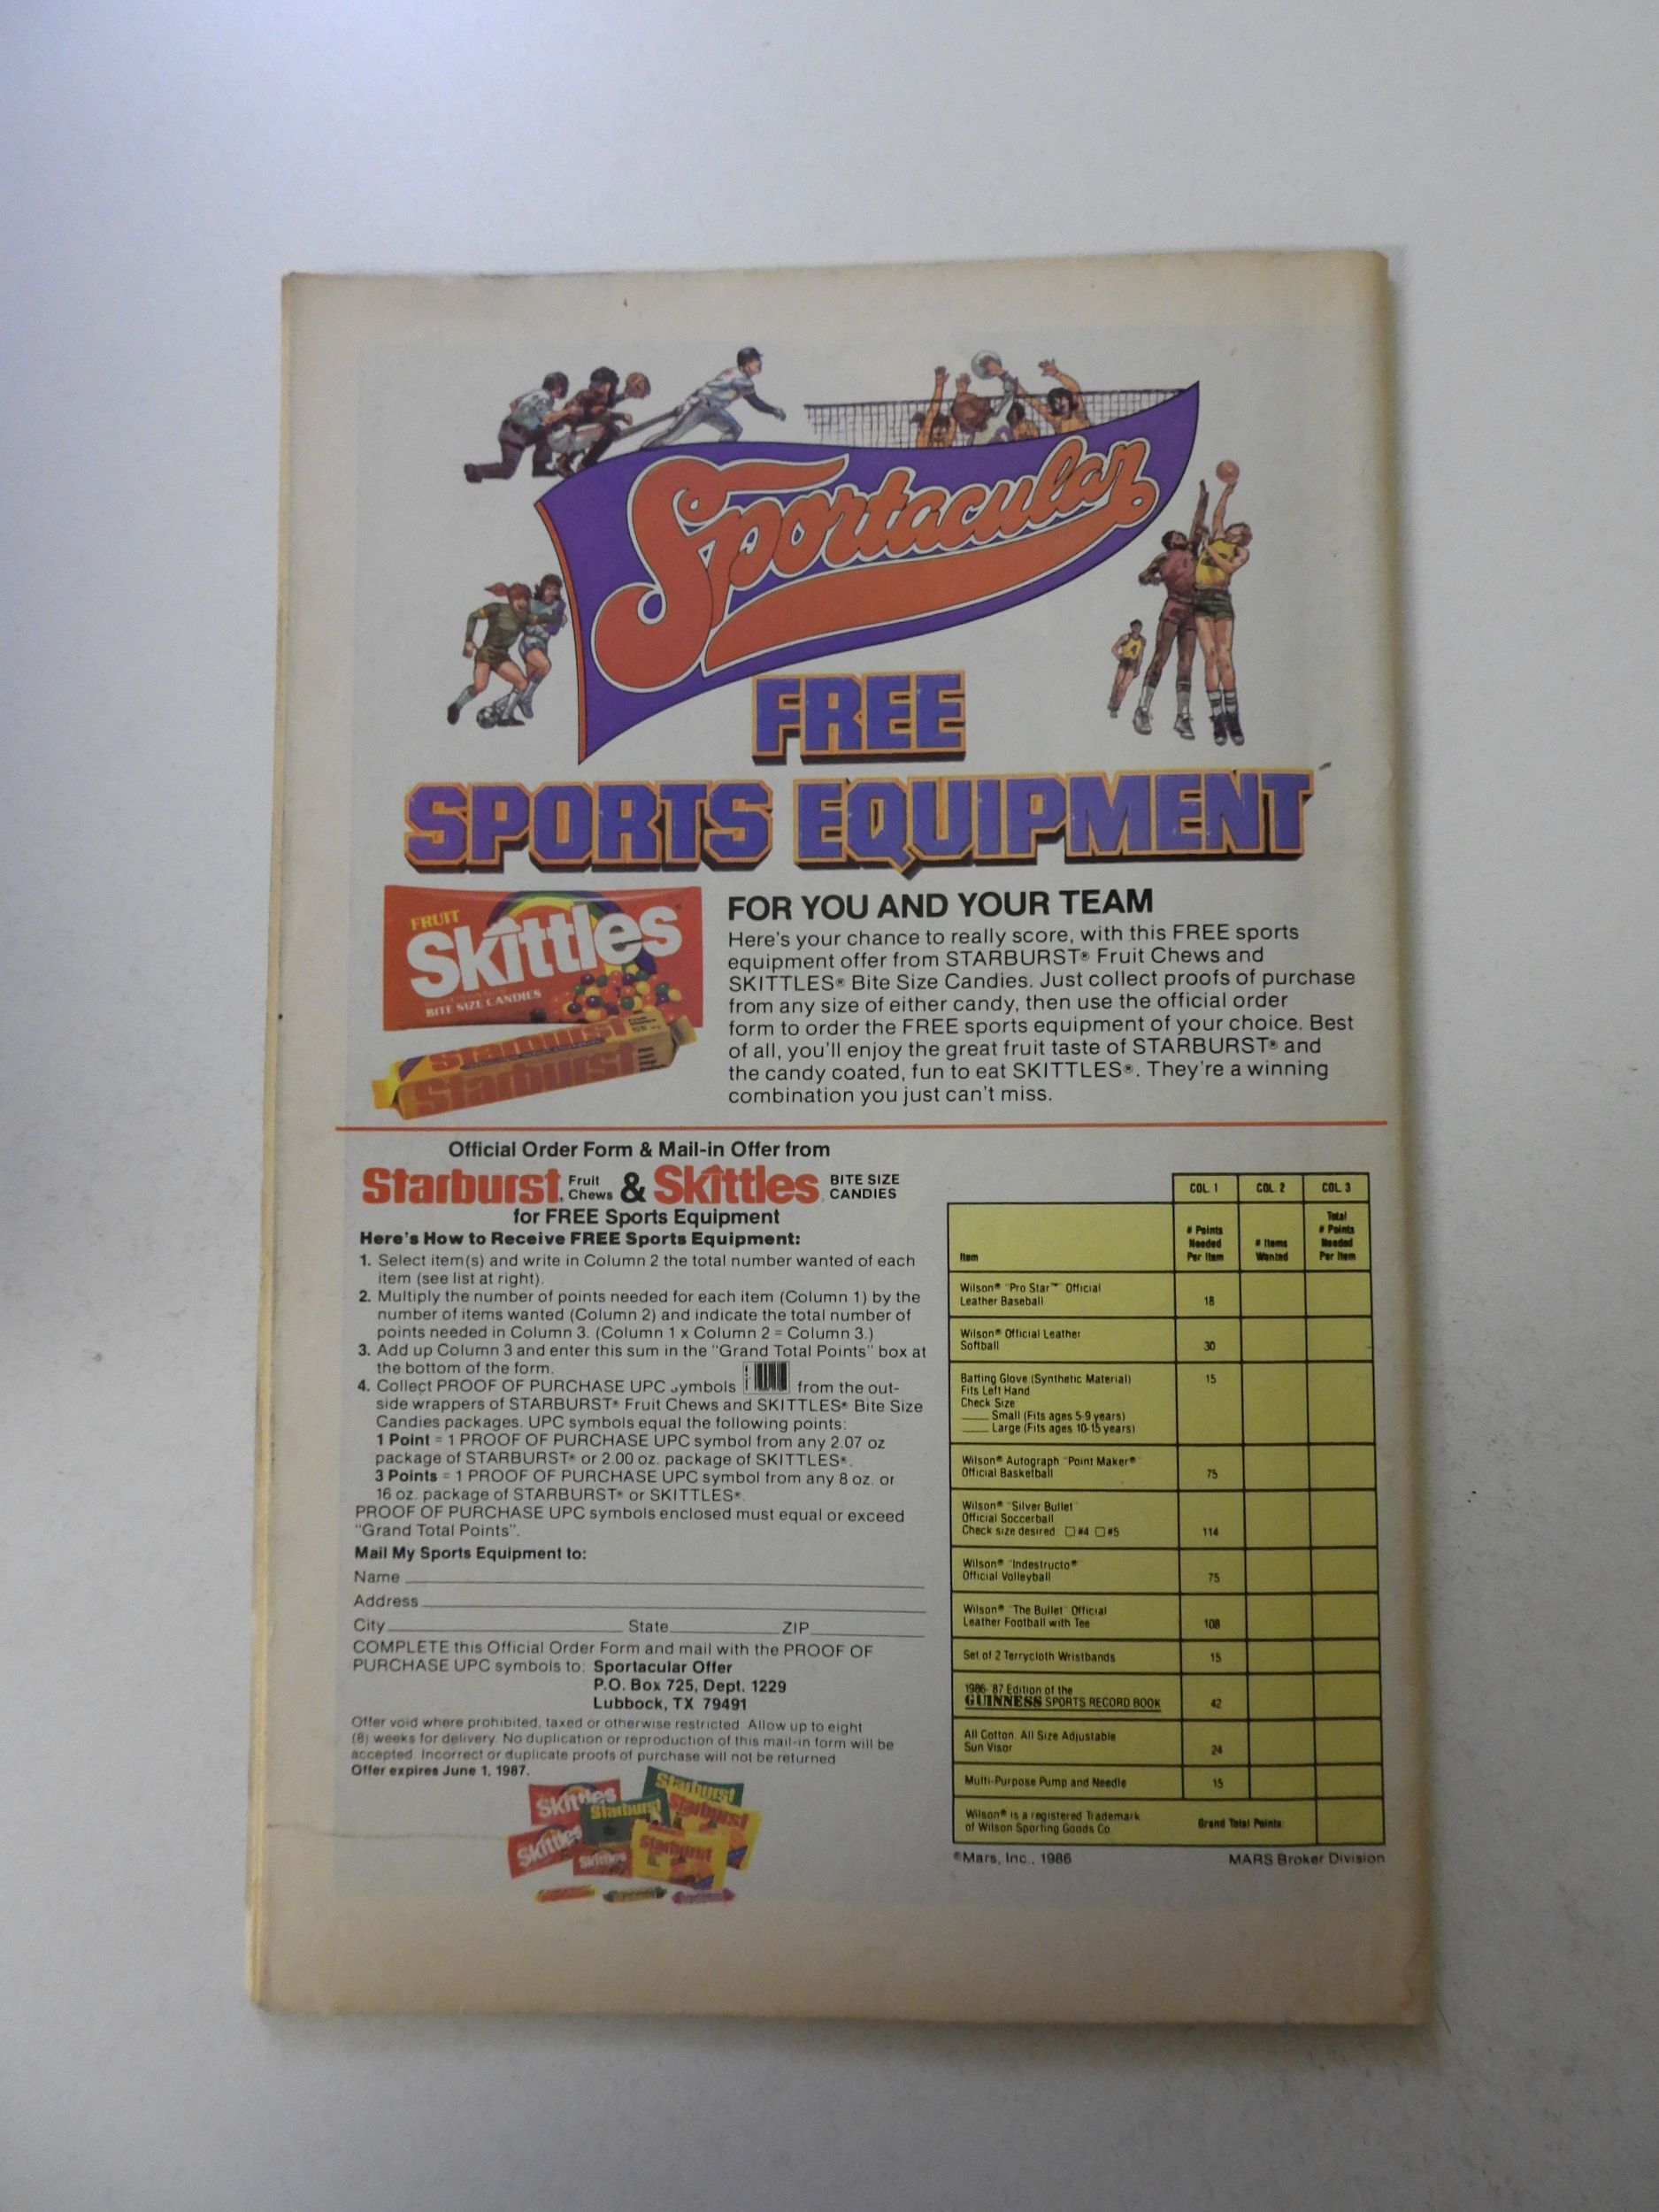 Sportacular
FREE
SPORTS EQUIPMENT
FRUIT
Skittles
BITE SIZE CANDIES
Starburst
Starburst
FOR YOU AND YOUR TEAM
Here's your chance to really score, with this FREE sports
equipment offer from STARBURST® Fruit Chews and
SKITTLES® Bite Size Candies. Just collect proofs of purchase
from any size of either candy, then use the official order
form to order the FREE sports equipment of your choice. Best
of all, you'll enjoy the great fruit taste of STARBURST® and
the candy coated, fun to eat SKITTLES®. They're a winning
combination you just can't miss.
Official Order Form & Mail-in Offer from
Starburst Fruit Chews & Skittles BITE SIZE CANDIES
for FREE Sports Equipment
Here's How to Receive FREE Sports Equipment:
1. Select item(s) and write in Column 2 the total number wanted of each
item (see list at right).
2. Multiply the number of points needed for each item (Column 1) by the
number of items wanted (Column 2) and indicate the total number of
points needed in Column 3. (Column 1 x Column 2 = Column 3.)
3. Add up Column 3 and enter this sum in the "Grand Total Points" box at
the bottom of the form.
4. Collect PROOF OF PURCHASE UPC symbols from the out-
side wrappers of STARBURST® Fruit Chews and SKITTLES® Bite Size
Candies packages. UPC symbols equal the following points:
1 Point = 1 PROOF OF PURCHASE UPC symbol from any 2.07 oz
package of STARBURST® or 2.00 oz. package of SKITTLES®.
3 Points = 1 PROOF OF PURCHASE UPC symbol from any 8 oz. or
16 oz. package of STARBURST® or SKITTLES®.
PROOF OF PURCHASE UPC symbols enclosed must equal or exceed
"Grand Total Points".
Mail My Sports Equipment to:
Name
Address
City State ZIP
COMPLETE this Official Order Form and mail with the PROOF OF
PURCHASE UPC symbols to: Sportacular Offer
P.O. Box 725, Dept. 1229
Lubbock, TX 79491
Offer void where prohibited, taxed or otherwise restricted. Allow up to eight
(8) weeks for delivery. No duplication or reproduction of this mail-in form will be
accepted. Incorrect or duplicate proofs of purchase will not be returned
Offer expires June 1, 1987.
Skittles
Starburst
Starburst
Starburst
Skittles
Skittles
Starburst
COL. 1 COL. 2 COL. 3
Item # Points Needed Per Item # Items Wanted Total # Points Needed Per Item
Wilson® "Pro Star™" Official
Leather Baseball 18
Wilson® Official Leather
Softball 30
Batting Glove (Synthetic Material) 15
Fits Left Hand
Check Size
Small (Fits ages 5-9 years)
Large (Fits ages 10-15 years)
Wilson® Autograph "Point Maker®"
Official Basketball 75
Wilson® "Silver Bullet"
Official Soccerball
Check size desired □ #4 □ #5 114
Wilson® "Indestructo®"
Official Volleyball 75
Wilson® "The Bullet" Official
Leather Football with Tee 108
Set of 2 Terrycloth Wristbands 15
1986-'87 Edition of the
GUINNESS SPORTS RECORD BOOK 42
All Cotton. All Size Adjustable
Sun Visor 24
Multi-Purpose Pump and Needle 15
Wilson® is a registered Trademark
of Wilson Sporting Goods Co. Grand Total Points:
©Mars, Inc., 1986 MARS Broker Division